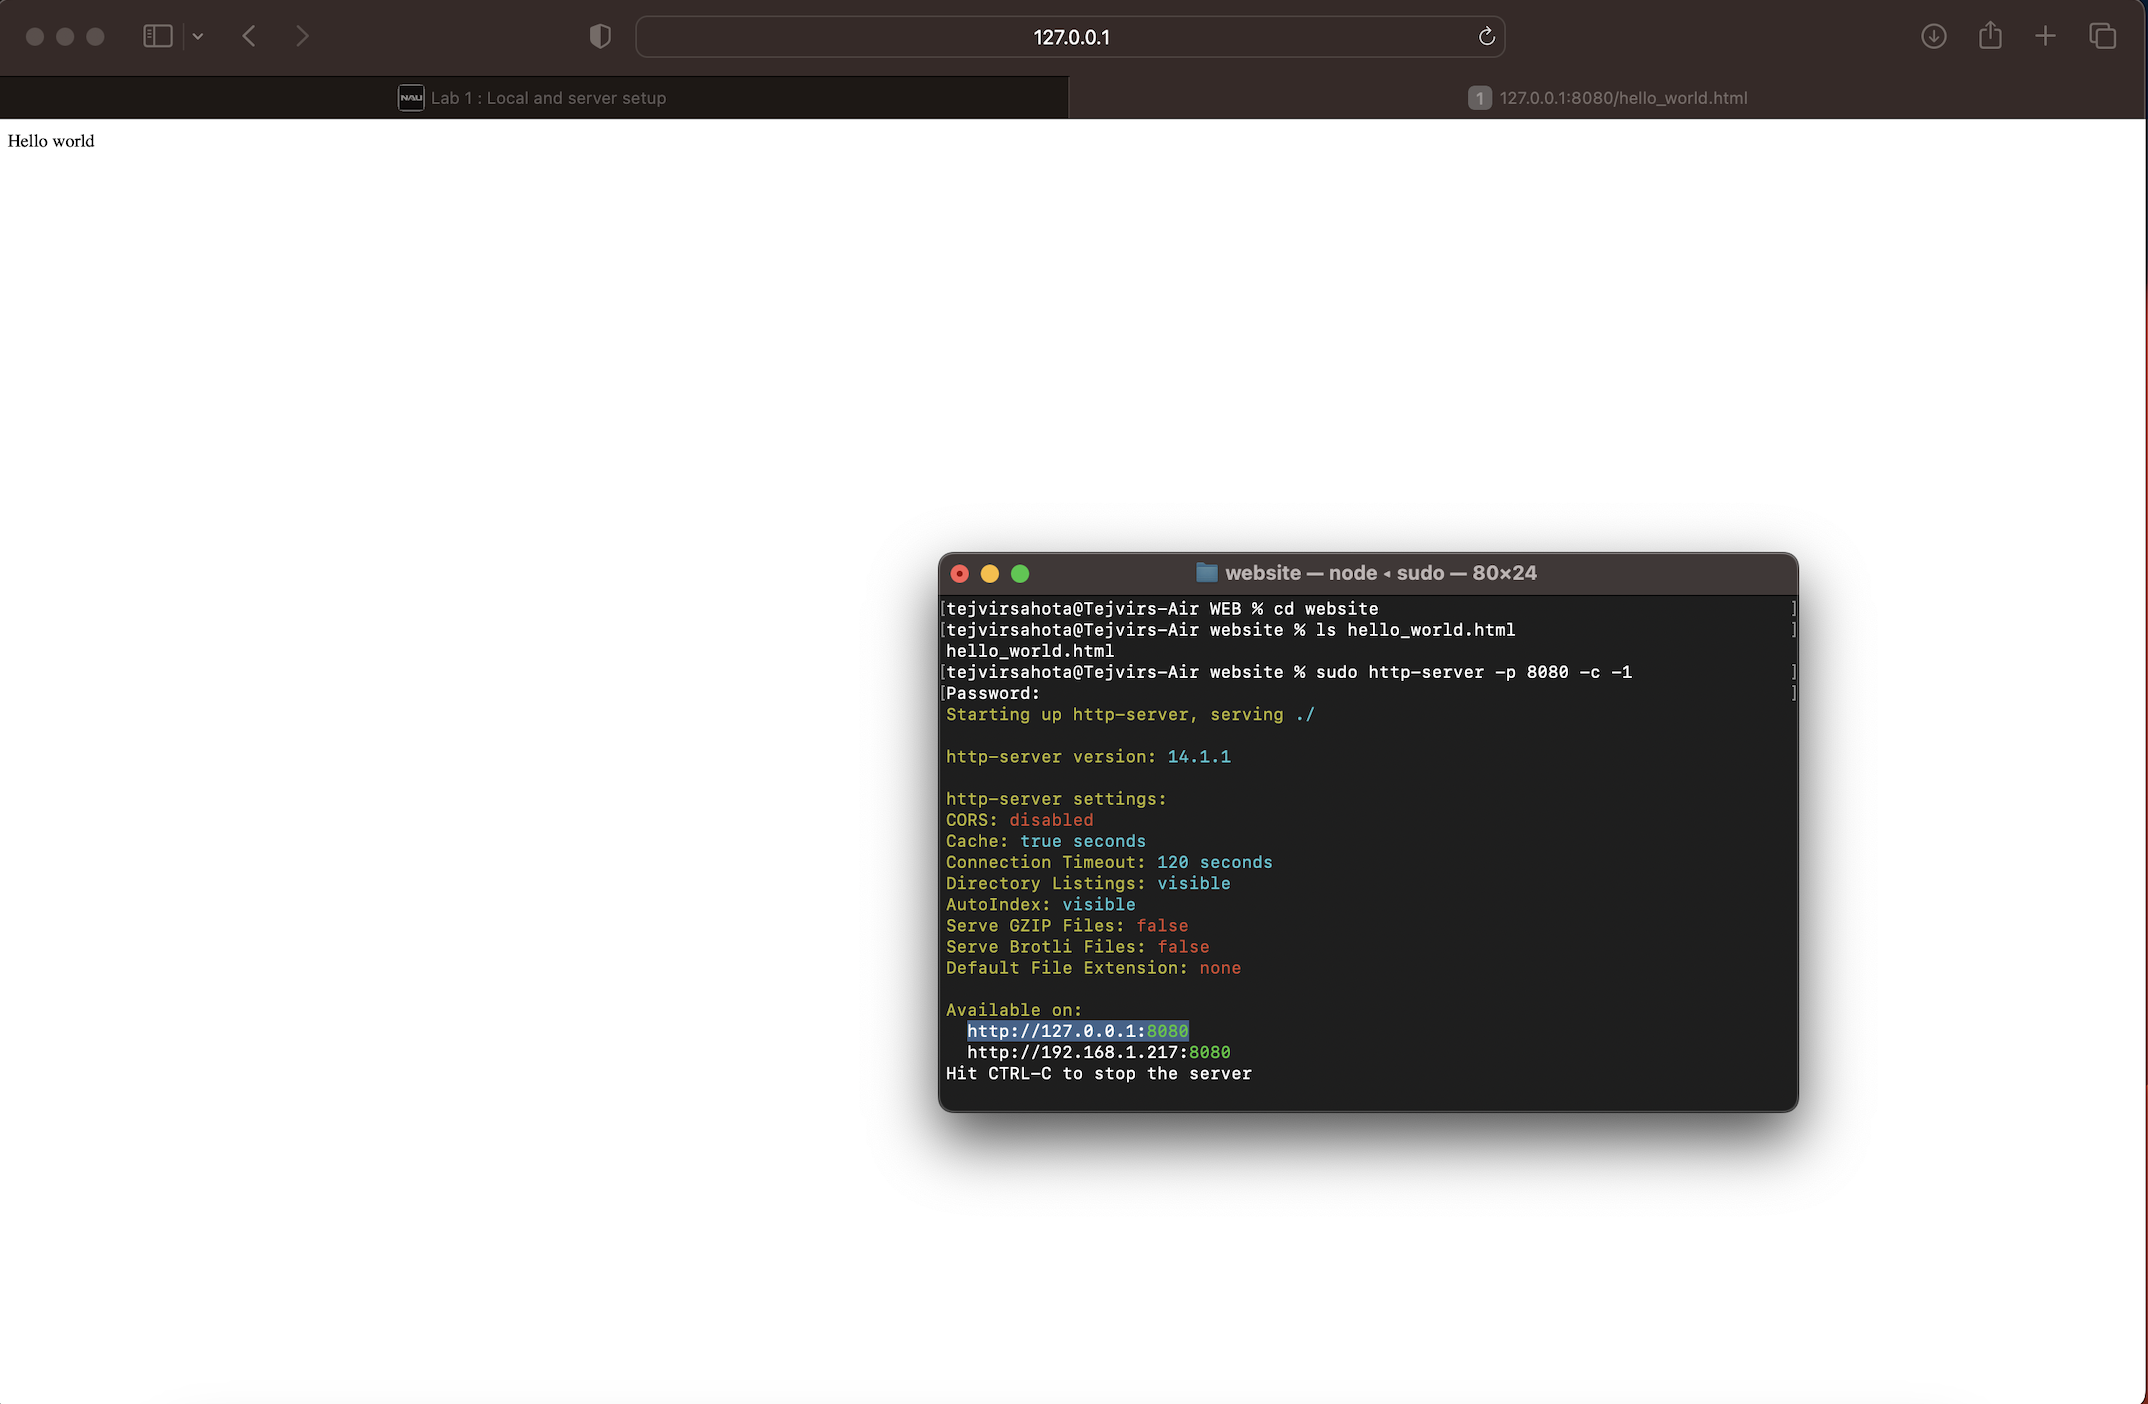 127.0.0.1
NAU Lab 1 : Local and server setup
1 127.0.0.1:8080/hello_world.html
Hello world
website — node ◂ sudo — 80×24
[tejvirsahota@Tejvirs-Air WEB % cd website ]
[tejvirsahota@Tejvirs-Air website % ls hello_world.html ]
hello_world.html
[tejvirsahota@Tejvirs-Air website % sudo http-server -p 8080 -c -1 ]
[Password: ]
Starting up http-server, serving ./
http-server version: 14.1.1
http-server settings:
CORS: disabled
Cache: true seconds
Connection Timeout: 120 seconds
Directory Listings: visible
AutoIndex: visible
Serve GZIP Files: false
Serve Brotli Files: false
Default File Extension: none
Available on:
http://127.0.0.1:8080
http://192.168.1.217:8080
Hit CTRL-C to stop the server